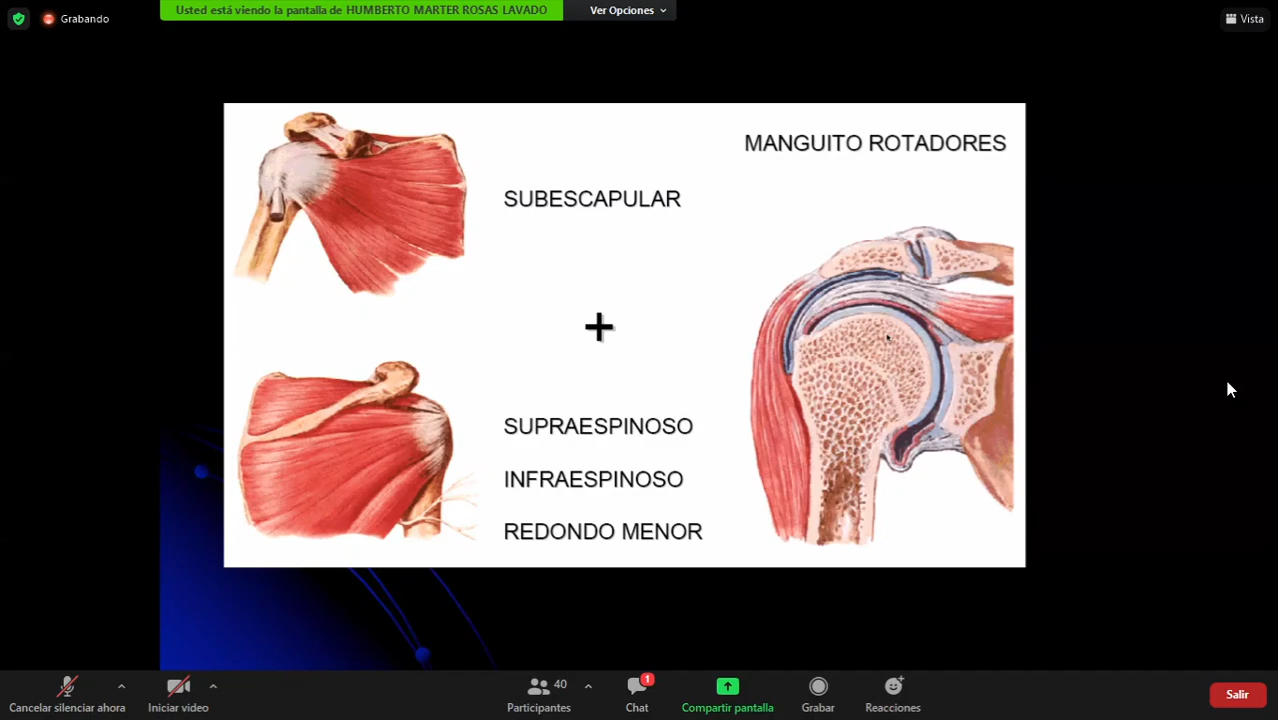 Grabando
Usted está viendo la pantalla de HUMBERTO MARTER ROSAS LAVADO
Ver Opciones
Vista
MANGUITO ROTADORES
SUBESCAPULAR
+
SUPRAESPINOSO
INFRAESPINOSO
REDONDO MENOR
Cancelar silenciar ahora
Iniciar video
40
Participantes
1
Chat
Compartir pantalla
Grabar
Reacciones
Salir